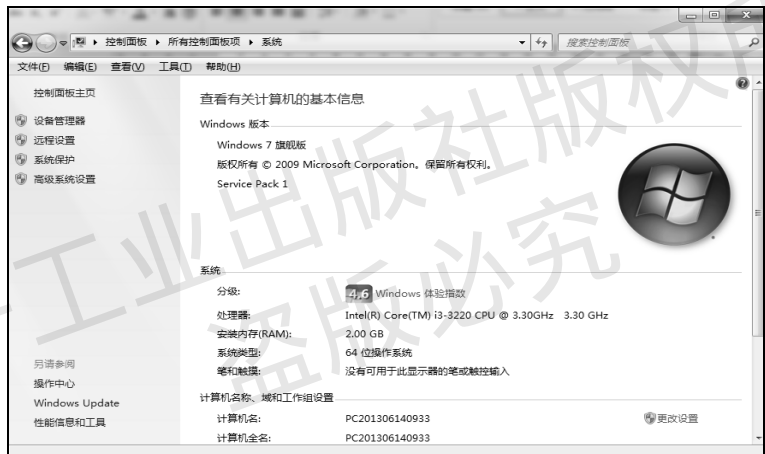 控制面板 ▸ 所有控制面板项 ▸ 系统
搜索控制面板
文件(F) 编辑(E) 查看(V) 工具(T) 帮助(H)
控制面板主页
设备管理器
远程设置
系统保护
高级系统设置
另请参阅
操作中心
Windows Update
性能信息和工具
查看有关计算机的基本信息
Windows 版本
Windows 7 旗舰版
版权所有 © 2009 Microsoft Corporation。保留所有权利。
Service Pack 1
系统
分级: 4.6 Windows 体验指数
处理器: Intel(R) Core(TM) i3-3220 CPU @ 3.30GHz 3.30 GHz
安装内存(RAM): 2.00 GB
系统类型: 64 位操作系统
笔和触摸: 没有可用于此显示器的笔或触控输入
计算机名称、域和工作组设置
计算机名: PC201306140933
更改设置
计算机全名: PC201306140933
工业出版社版权所
盗版必究